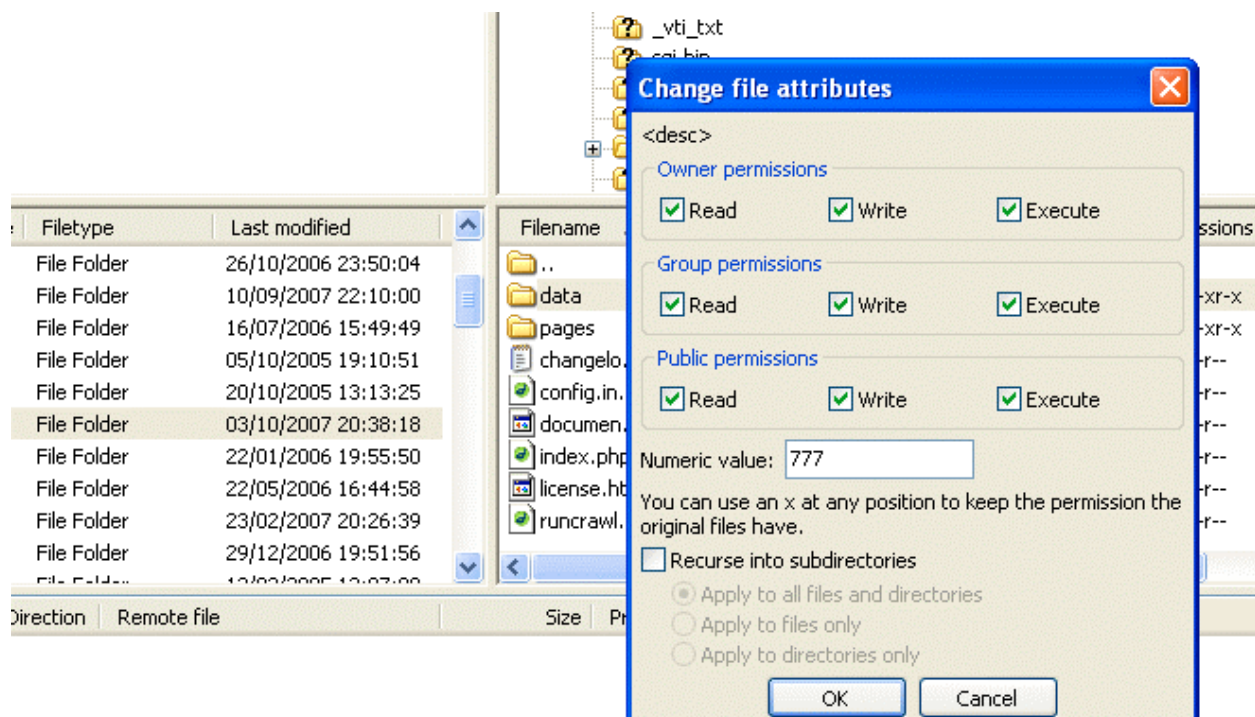 _vti_txt
Change file attributes
<desc>
Owner permissions
Read Write Execute
Group permissions
Read Write Execute
Public permissions
Read Write Execute
Numeric value: 777
You can use an x at any position to keep the permission the
original files have.
Recurse into subdirectories
Apply to all files and directories
Apply to files only
Apply to directories only
OK Cancel
Filetype Last modified
File Folder 26/10/2006 23:50:04
File Folder 10/09/2007 22:10:00
File Folder 16/07/2006 15:49:49
File Folder 05/10/2005 19:10:51
File Folder 20/10/2005 13:13:25
File Folder 03/10/2007 20:38:18
File Folder 22/01/2006 19:55:50
File Folder 22/05/2006 16:44:58
File Folder 23/02/2007 20:26:39
File Folder 29/12/2006 19:51:56
Filename ssions
..
data -xr-x
pages -xr-x
changelo. -r--
config.in. -r--
documen. -r--
index.php -r--
license.ht -r--
runcrawl. -r--
Direction Remote file Size Pr